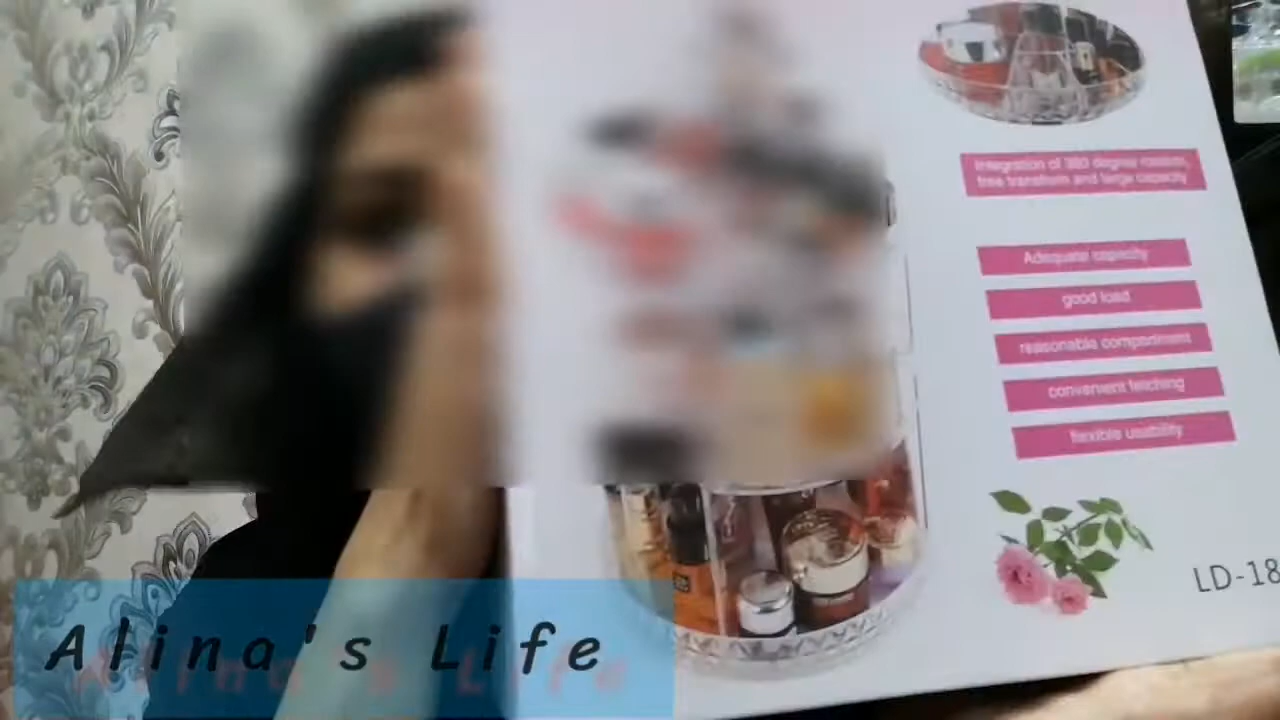 Integration of 360 degree rotation,
free transform and large capacity
Adequate capacity
good load
reasonable compartment
convenient fetching
flexible usability
LD-18
Alina's Life